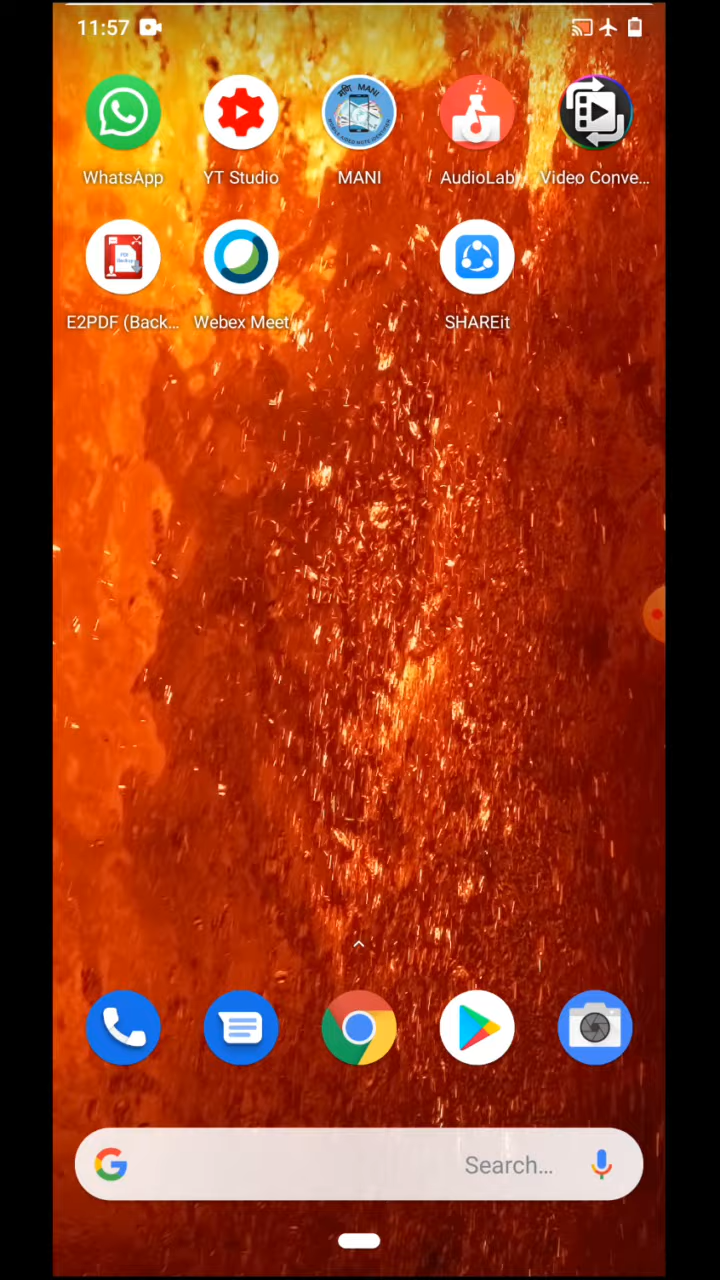 11:57
WhatsApp
YT Studio
MANI
AudioLab
Video Conve...
E2PDF (Back...
Webex Meet
SHAREit
Search...